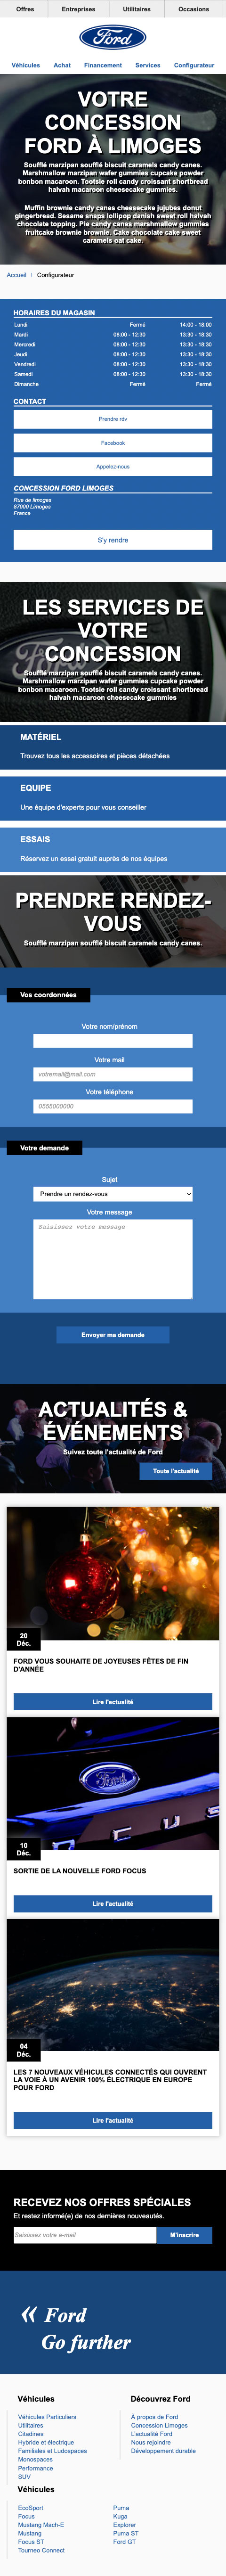 Offres Entreprises Utilitaires Occasions
Ford
Véhicules Achat Financement Services Configurateur
VOTRE
CONCESSION
FORD À LIMOGES
Soufflé marzipan soufflé biscuit caramels candy canes.
Marshmallow marzipan wafer gummies cupcake powder
bonbon macaroon. Tootsie roll candy croissant shortbread
halvah macaroon cheesecake gummies.
Muffin brownie candy canes cheesecake jujubes donut
gingerbread. Sesame snaps lollipop danish sweet roll halvah
chocolate topping. Pie candy canes marshmallow gummies
fruitcake brownie brownie. Cake chocolate cake sweet
caramels oat cake.
Accueil | Configurateur
HORAIRES DU MAGASIN
Lundi Fermé 14:00 - 18:00
Mardi 08:00 - 12:30 13:30 - 18:30
Mercredi 08:00 - 12:30 13:30 - 18:30
Jeudi 08:00 - 12:30 13:30 - 18:30
Vendredi 08:00 - 12:30 13:30 - 18:30
Samedi 08:00 - 12:30 13:30 - 18:30
Dimanche Fermé Fermé
CONTACT
Prendre rdv
Facebook
Appelez-nous
CONCESSION FORD LIMOGES
Rue de limoges
87000 Limoges
France
S'y rendre
LES SERVICES DE
VOTRE
CONCESSION
Soufflé marzipan soufflé biscuit caramels candy canes.
Marshmallow marzipan wafer gummies cupcake powder
bonbon macaroon. Tootsie roll candy croissant shortbread
halvah macaroon cheesecake gummies
MATÉRIEL
Trouvez tous les accessoires et pièces détachées
EQUIPE
Une équipe d'experts pour vous conseiller
ESSAIS
Réservez un essai gratuit auprès de nos équipes
PRENDRE RENDEZ-
VOUS
Soufflé marzipan soufflé biscuit caramels candy canes.
Vos coordonnées
Votre nom/prénom
Votre mail
votremail@mail.com
Votre téléphone
0555000000
Votre demande
Sujet
Prendre un rendez-vous
Votre message
Saisissez votre message
Envoyer ma demande
ACTUALITÉS &
ÉVÉNEMENTS
Suivez toute l'actualité de Ford
Toute l'actualité
20
Déc.
FORD VOUS SOUHAITE DE JOYEUSES FÊTES DE FIN
D'ANNÉE
Lire l'actualité
Ford
10
Déc.
SORTIE DE LA NOUVELLE FORD FOCUS
Lire l'actualité
04
Déc.
LES 7 NOUVEAUX VÉHICULES CONNECTÉS QUI OUVRENT
LA VOIE À UN AVENIR 100% ÉLECTRIQUE EN EUROPE
POUR FORD
Lire l'actualité
RECEVEZ NOS OFFRES SPÉCIALES
Et restez informé(e) de nos dernières nouveautés.
Saisissez votre e-mail M'inscrire
« Ford
Go further
Véhicules
Véhicules Particuliers
Utilitaires
Citadines
Hybride et électrique
Familiales et Ludospaces
Monospaces
Performance
SUV
Découvrez Ford
À propos de Ford
Concession Limoges
L'actualité Ford
Nous rejoindre
Développement durable
Véhicules
EcoSport
Focus
Mustang Mach-E
Mustang
Focus ST
Tourneo Connect
Puma
Kuga
Explorer
Puma ST
Ford GT